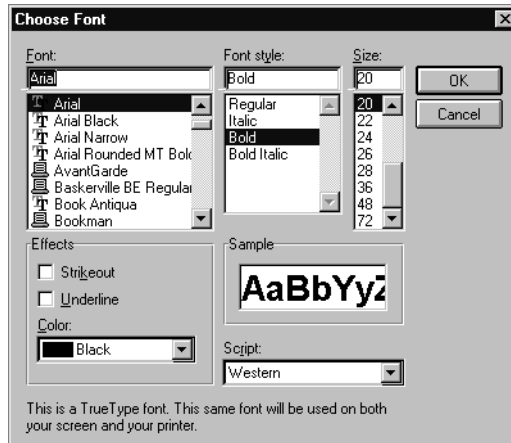 Choose Font
Font:
Font style:
Size:
Arial
Bold
20
OK
Cancel
Arial
Arial Black
Arial Narrow
Arial Rounded MT Bolc
AvantGarde
Baskerville BE Regular
Book Antiqua
Bookman
Regular
Italic
Bold
Bold Italic
20
22
24
26
28
36
48
72
Effects
Strikeout
Underline
Color:
Black
Sample
AaBbYyZ
Script:
Western
This is a TrueType font. This same font will be used on both
your screen and your printer.